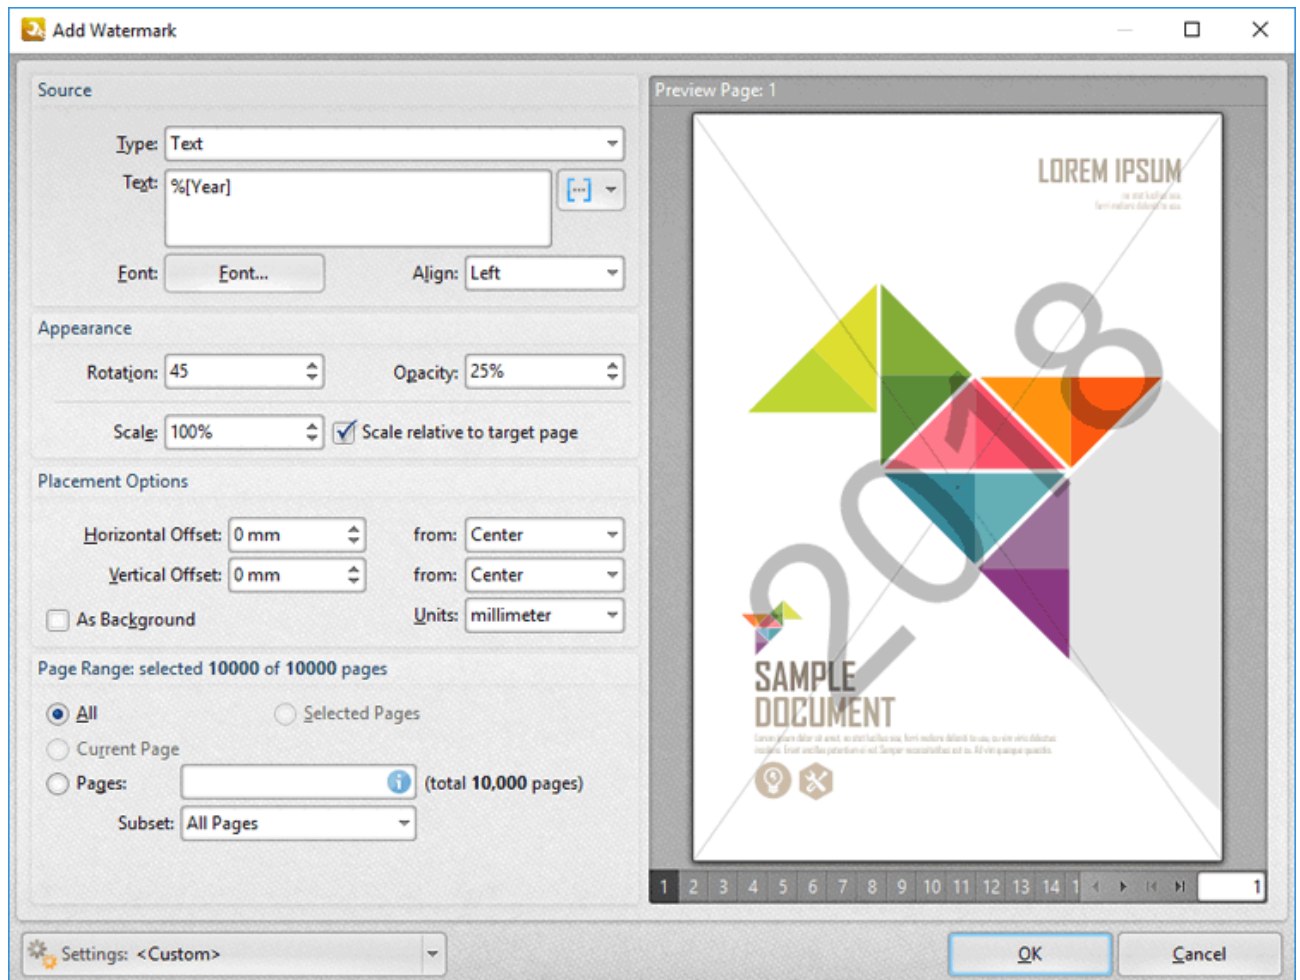 Add Watermark
Source
Type: Text
Text: %[Year]
Font: Font... Align: Left
Appearance
Rotation: 45 Opacity: 25%
Scale: 100% Scale relative to target page
Placement Options
Horizontal Offset: 0 mm from: Center
Vertical Offset: 0 mm from: Center
As Background Units: millimeter
Page Range: selected 10000 of 10000 pages
All Selected Pages
Current Page
Pages: (total 10,000 pages)
Subset: All Pages
Preview Page: 1
LOREM IPSUM
2018
SAMPLE
DOCUMENT
1 2 3 4 5 6 7 8 9 10 11 12 13 14 1 1
Settings: <Custom> OK Cancel